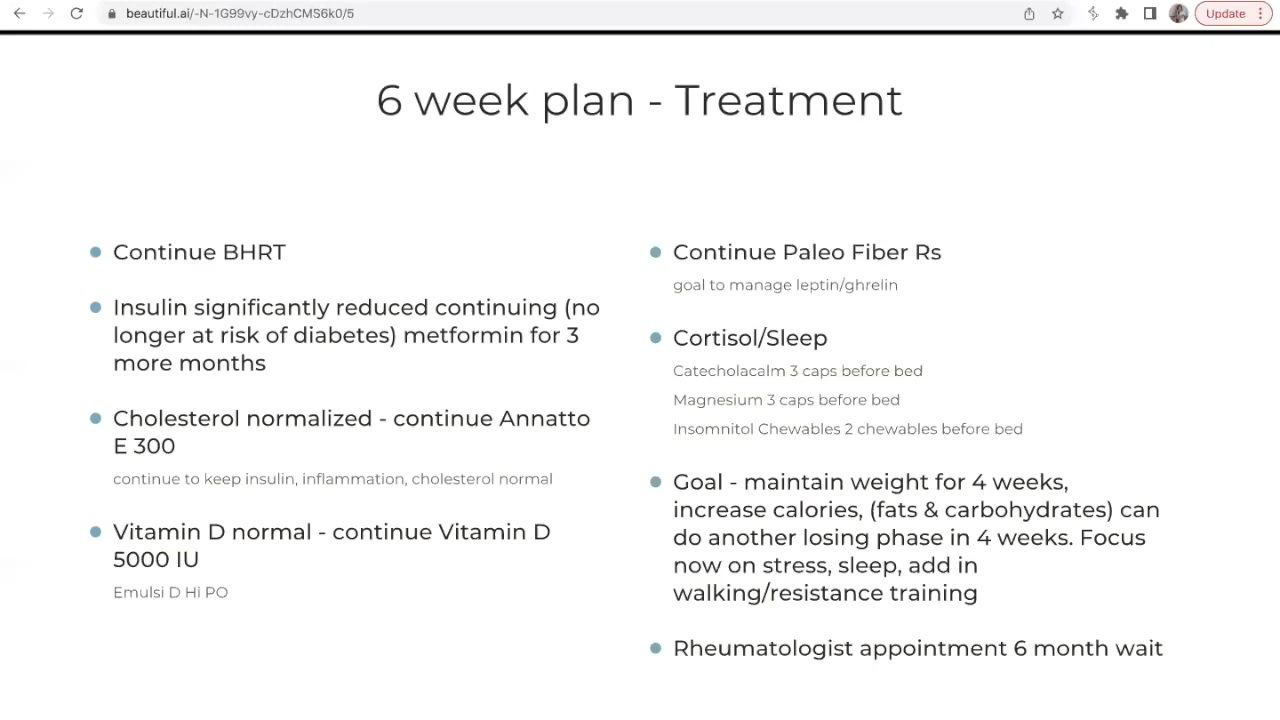 beautiful.ai/-N-1G99vy-cDzhCMS6k0/5
Update
6 week plan - Treatment
Continue BHRT
Insulin significantly reduced continuing (no
longer at risk of diabetes) metformin for 3
more months
Cholesterol normalized - continue Annatto
E 300
continue to keep insulin, inflammation, cholesterol normal
Vitamin D normal - continue Vitamin D
5000 IU
Emulsi D Hi PO
Continue Paleo Fiber Rs
goal to manage leptin/ghrelin
Cortisol/Sleep
Catecholacalm 3 caps before bed
Magnesium 3 caps before bed
Insomnitol Chewables 2 chewables before bed
Goal - maintain weight for 4 weeks,
increase calories, (fats & carbohydrates) can
do another losing phase in 4 weeks. Focus
now on stress, sleep, add in
walking/resistance training
Rheumatologist appointment 6 month wait